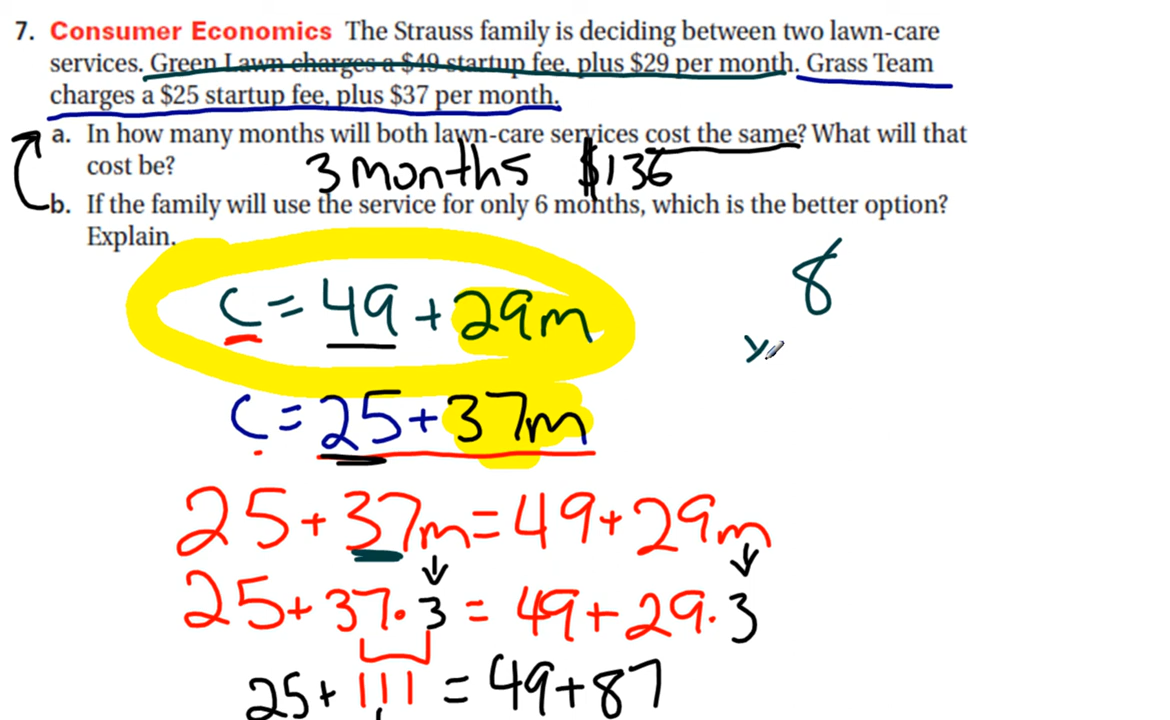 7. Consumer Economics The Strauss family is deciding between two lawn-care
services. Green Lawn charges a $49 startup fee, plus $29 per month. Grass Team
charges a $25 startup fee, plus $37 per month.
a. In how many months will both lawn-care services cost the same? What will that
cost be?
3 months $136
b. If the family will use the service for only 6 months, which is the better option?
Explain.
8
x
c = 49 + 29m
c = 25 + 37m
25 + 37m = 49 + 29m
25 + 37 · 3 = 49 + 29 · 3
25 + 111 = 49 + 87